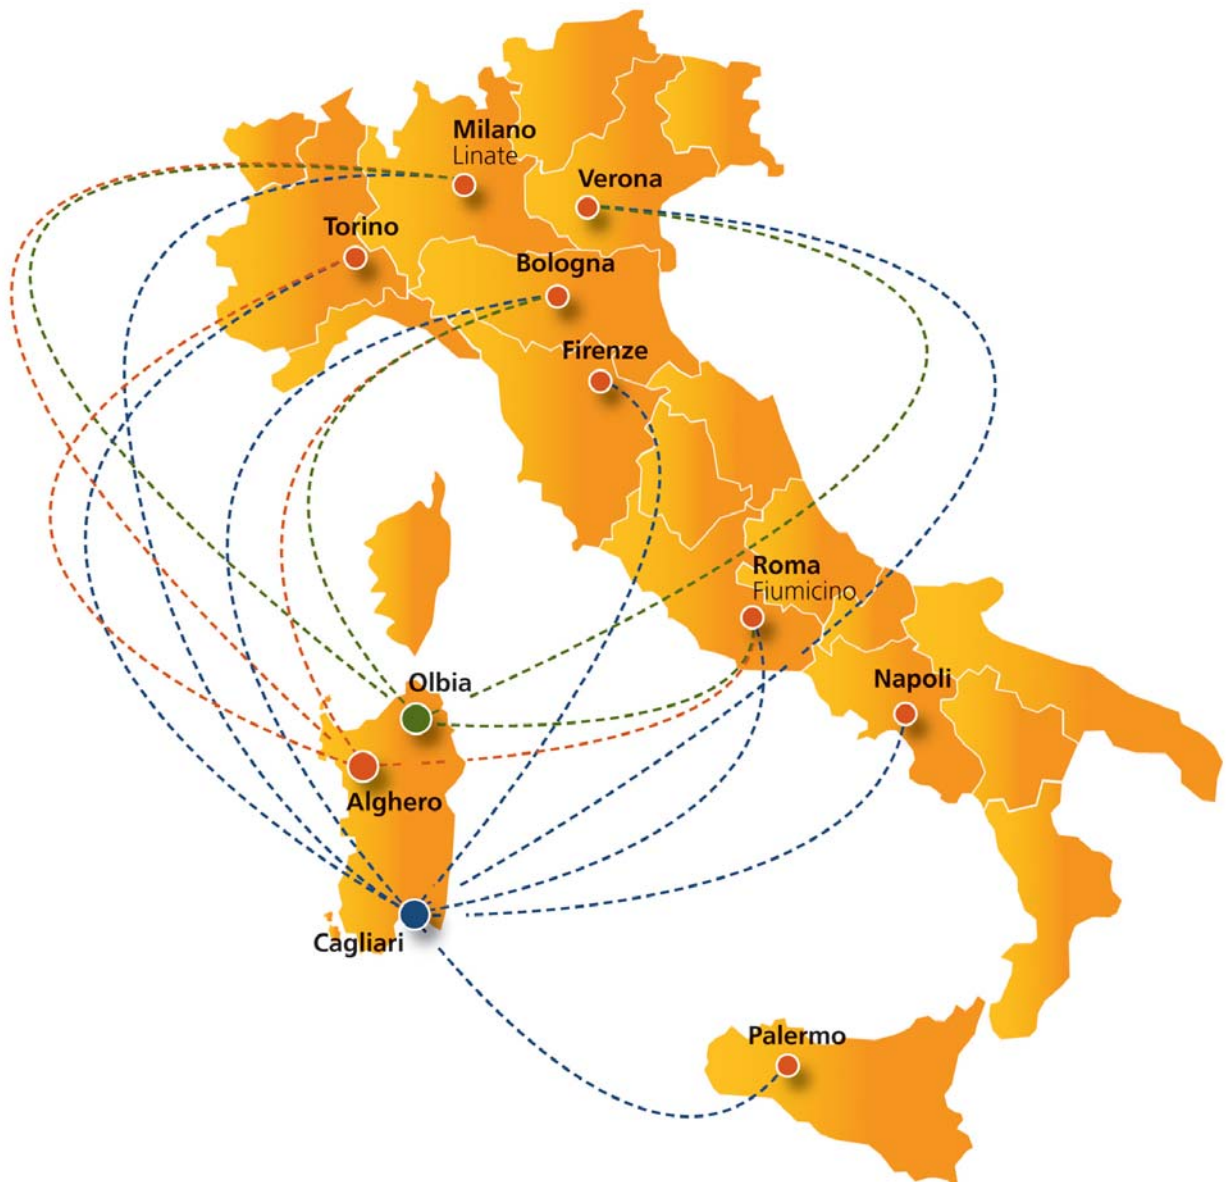 Milano
Linate
Verona
Torino
Bologna
Firenze
Roma
Fiumicino
Napoli
Olbia
Alghero
Cagliari
Palermo